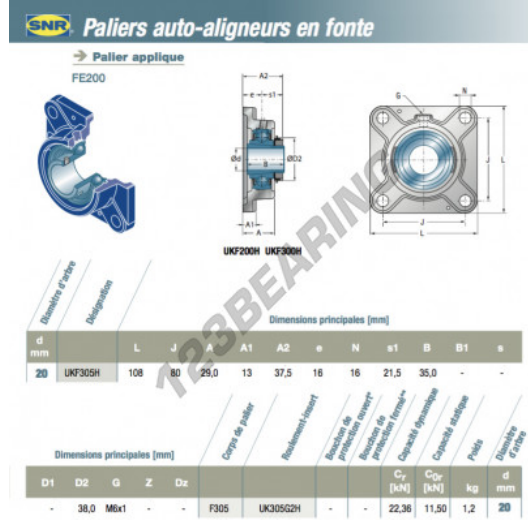 SNR Paliers auto-aligneurs en fonte
Palier applique
FE200
A2
e s1
Ød B ØD2
A1
A
UKF200H UKF300H
G N
J L
J
L
123BEARING
Diamètre d'arbre
Désignation
Dimensions principales [mm]
d mm L J A A1 A2 e N s1 B B1 s
20 UKF305H 108 80 29,0 13 37,5 16 16 21,5 35,0 - -
Dimensions principales [mm]
Corps de palier
Roulement-insert
Bouchon de protection ouvert*
Bouchon de protection fermé**
Capacité dynamique
Capacité statique
Poids
Diamètre d'arbre
D1 D2 G Z Dz Cr [kN] C0r [kN] kg d mm
- 38,0 M6x1 - - F305 UK305G2H - - 22,36 11,50 1,2 20